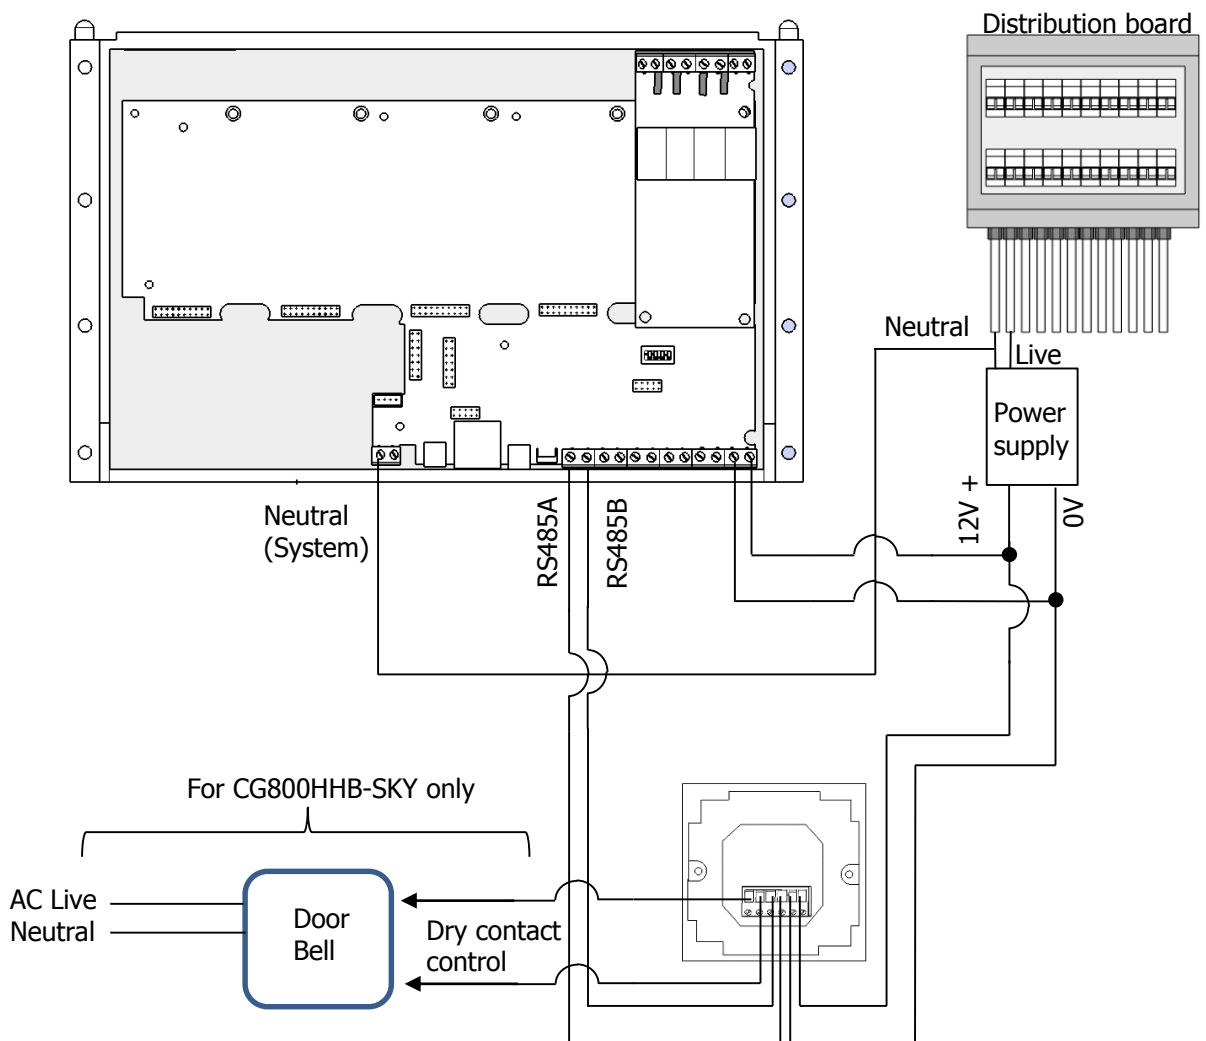 Distribution board
Neutral
Live
Power
supply
Neutral
(System)
RS485A
RS485B
12V +
0V
For CG800HHB-SKY only
AC Live
Neutral
Door
Bell
Dry contact
control